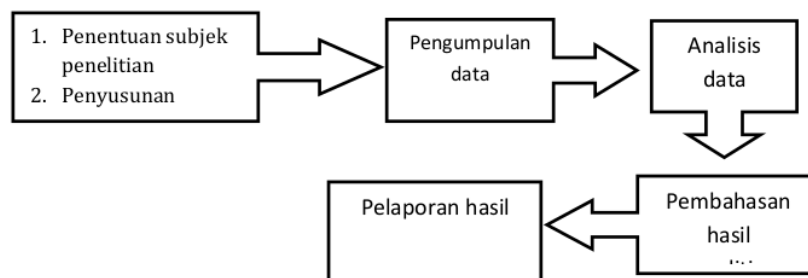 1. Penentuan subjek
penelitian
2. Penyusunan
Pengumpulan
data
Analisis
data
Pembahasan
hasil
Pelaporan hasil